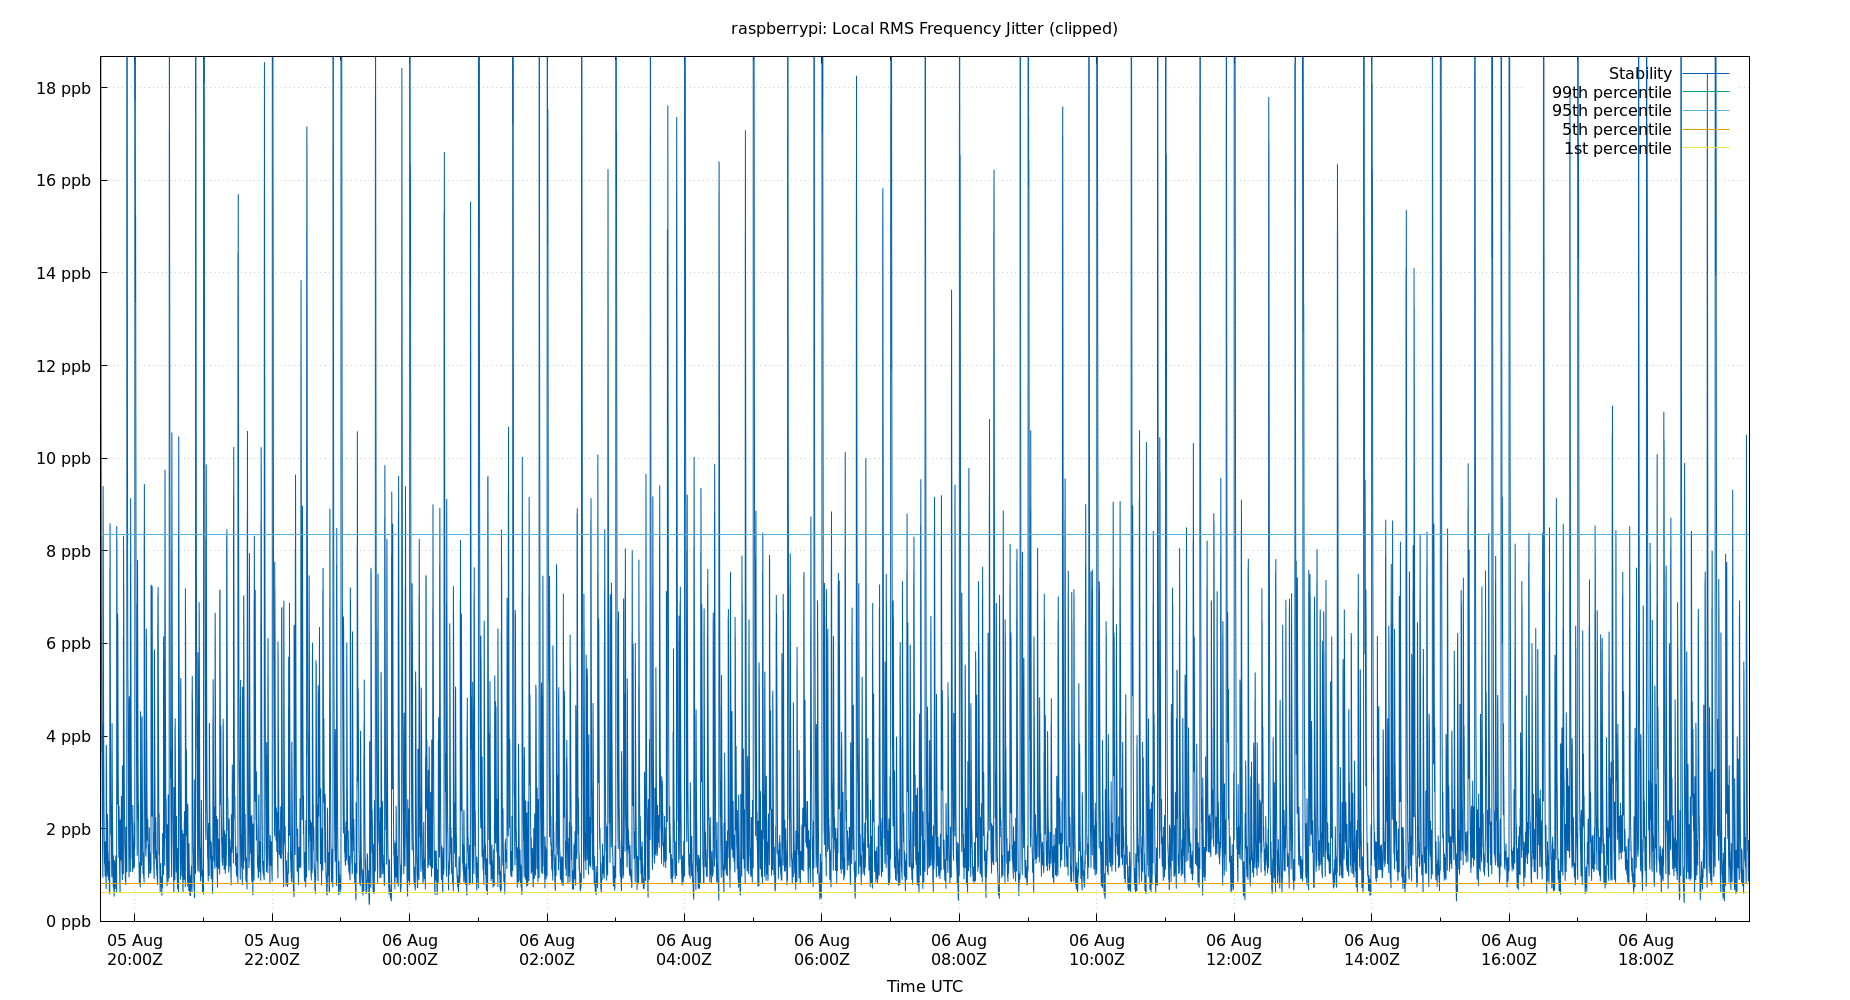 raspberrypi: Local RMS Frequency Jitter (clipped)
18 ppb
16 ppb
14 ppb
12 ppb
10 ppb
8 ppb
6 ppb
4 ppb
2 ppb
0 ppb
Stability
99th percentile
95th percentile
5th percentile
1st percentile
05 Aug 05 Aug 06 Aug 06 Aug 06 Aug 06 Aug 06 Aug 06 Aug 06 Aug 06 Aug 06 Aug 06 Aug
20:00Z 22:00Z 00:00Z 02:00Z 04:00Z 06:00Z 08:00Z 10:00Z 12:00Z 14:00Z 16:00Z 18:00Z
Time UTC